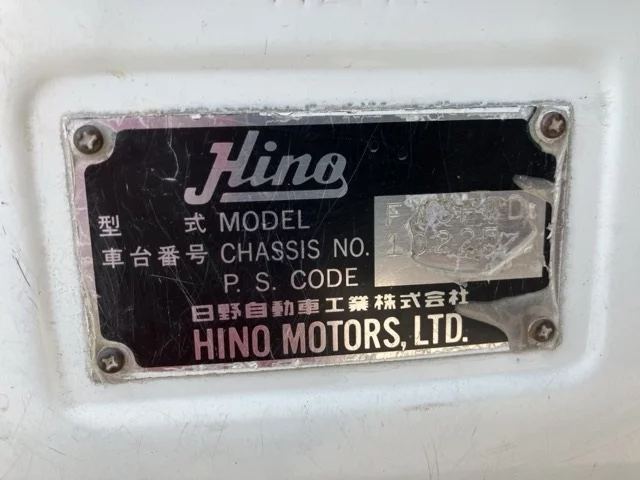 Hino
型式 MODEL
車台番号 CHASSIS NO.
P. S. CODE
日野自動車工業株式会社
HINO MOTORS, LTD.